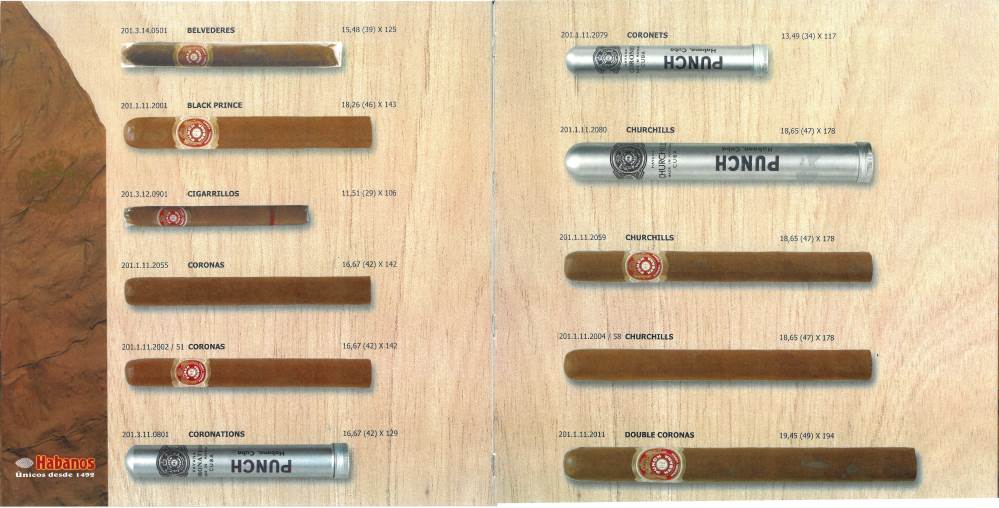 201.3.14.0501 BELVEDERES 15,48 (39) X 125
201.1.11.2001 BLACK PRINCE 18,26 (46) X 143
201.3.12.0901 CIGARRILLOS 11,51 (29) X 106
201.1.11.2055 CORONAS 16,67 (42) X 142
201.1.11.2002 / 51 CORONAS 16,67 (42) X 142
201.3.11.0801 CORONATIONS 16,67 (42) X 129
PUNCH
Habana, Cuba
CUBA
Habanos
Únicos desde 1492
201.1.11.2079 CORONETS 13,49 (34) X 117
PUNCH
Habana, Cuba
CUBA
201.1.11.2080 CHURCHILLS 18,65 (47) X 178
PUNCH
Habana, Cuba
CHURCHILL
CUBA
201.1.11.2059 CHURCHILLS 18,65 (47) X 178
201.1.11.2004 / 58 CHURCHILLS 18,65 (47) X 178
201.1.11.2011 DOUBLE CORONAS 19,45 (49) X 194